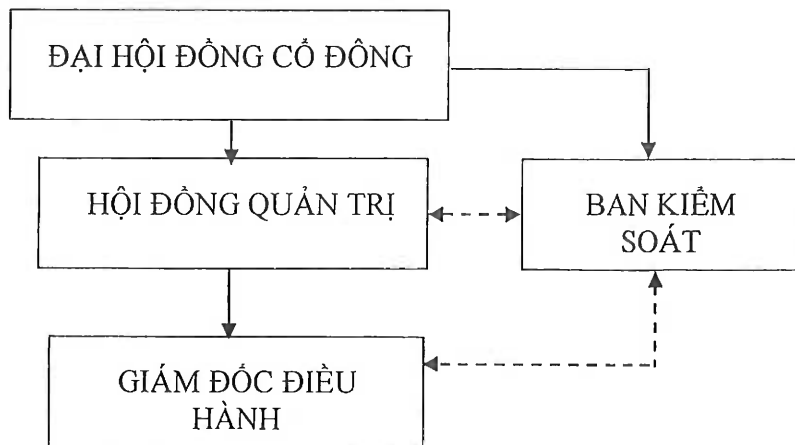 ĐẠI HỘI ĐỒNG CỔ ĐÔNG
HỘI ĐỒNG QUẢN TRỊ
BAN KIỂM
SOÁT
GIÁM ĐỐC ĐIỀU
HÀNH